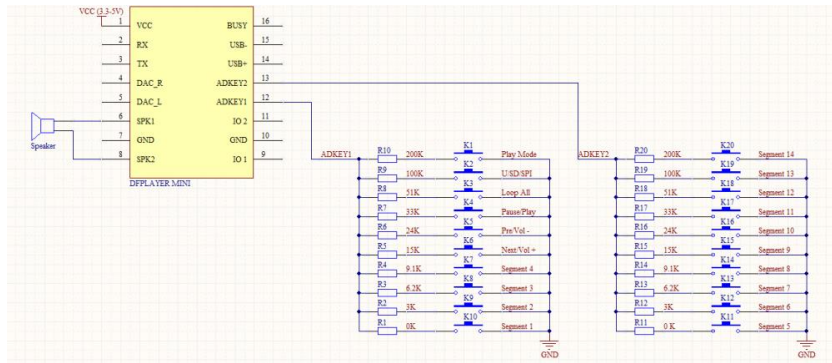 VCC (3.3-5V)
1 VCC BUSY 16
2 RX USB- 15
3 TX USB+ 14
4 DAC_R ADKEY2 13
5 DAC_L ADKEY1 12
6 SPK1 IO 2 11
7 GND GND 10
8 SPK2 IO 1 9
Speaker
DFPLAYER MINI
ADKEY1
R10 200K K1 Play Mode
R9 100K K2 U/SD/SPI
R8 51K K3 Loop All
R7 33K K4 Pause/Play
R6 24K K5 Pre/Vol -
R5 15K K6 Next/Vol +
R4 9.1K K7 Segment 4
R3 6.2K K8 Segment 3
R2 3K K9 Segment 2
R1 0K K10 Segment 1
GND
ADKEY2
R20 200K K20 Segment 14
R19 100K K19 Segment 13
R18 51K K18 Segment 12
R17 33K K17 Segment 11
R16 24K K16 Segment 10
R15 15K K15 Segment 9
R14 9.1K K14 Segment 8
R13 6.2K K13 Segment 7
R12 3K K12 Segment 6
R11 0 K K11 Segment 5
GND